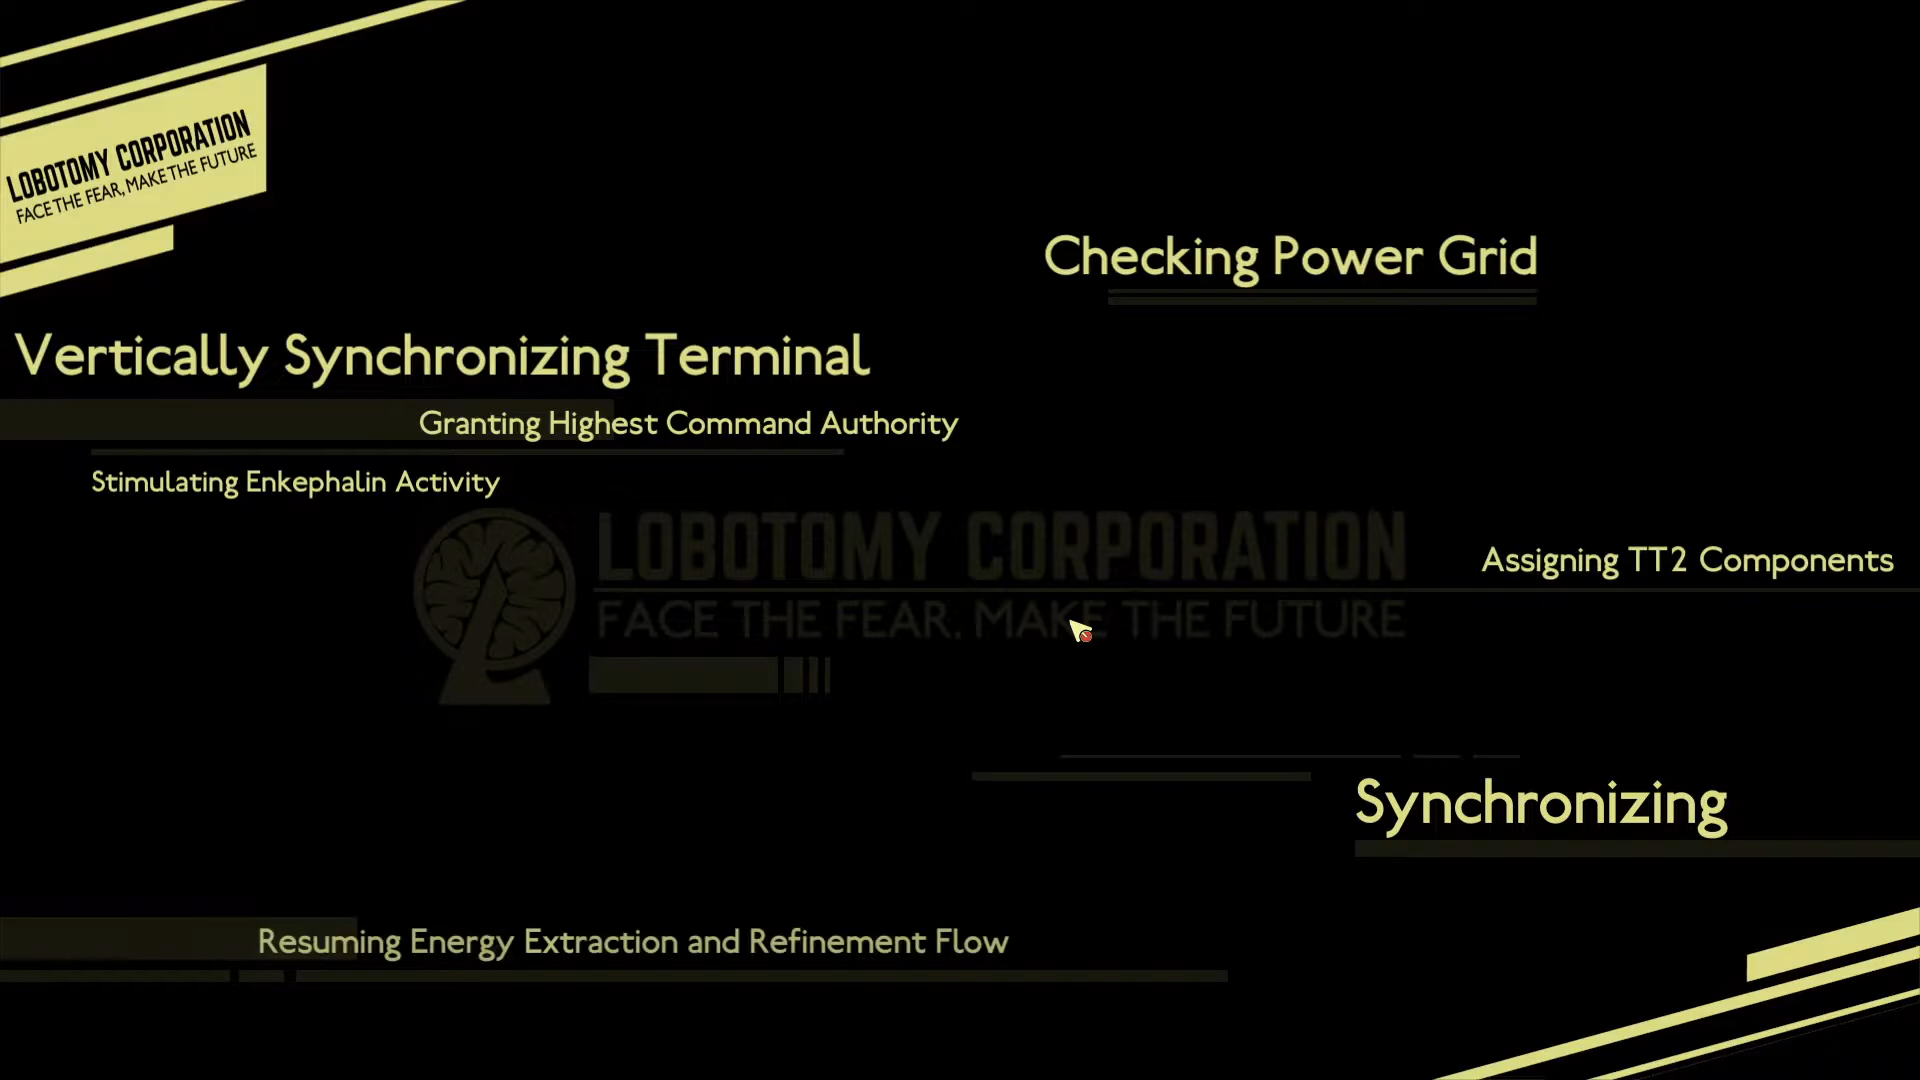 LOBOTOMY CORPORATION
FACE THE FEAR, MAKE THE FUTURE
Checking Power Grid
Vertically Synchronizing Terminal
Granting Highest Command Authority
Stimulating Enkephalin Activity
LOBOTOMY CORPORATION
FACE THE FEAR, MAKE THE FUTURE
Assigning TT2 Components
Synchronizing
Resuming Energy Extraction and Refinement Flow